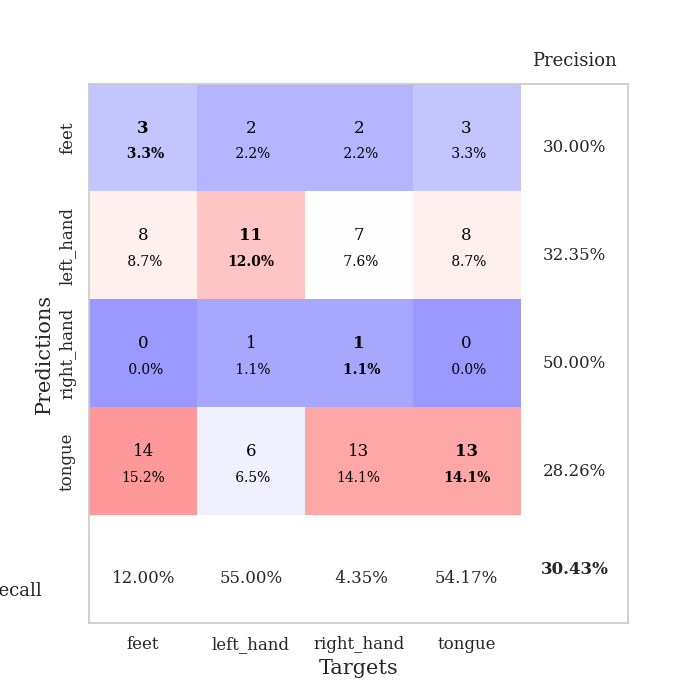 Precision
feet
3 2 2 3
3.3% 2.2% 2.2% 3.3%
30.00%
left_hand
8 11 7 8
8.7% 12.0% 7.6% 8.7%
32.35%
Predictions
right_hand
0 1 1 0
0.0% 1.1% 1.1% 0.0%
50.00%
tongue
14 6 13 13
15.2% 6.5% 14.1% 14.1%
28.26%
ecall
12.00% 55.00% 4.35% 54.17% 30.43%
feet left_hand right_hand tongue
Targets